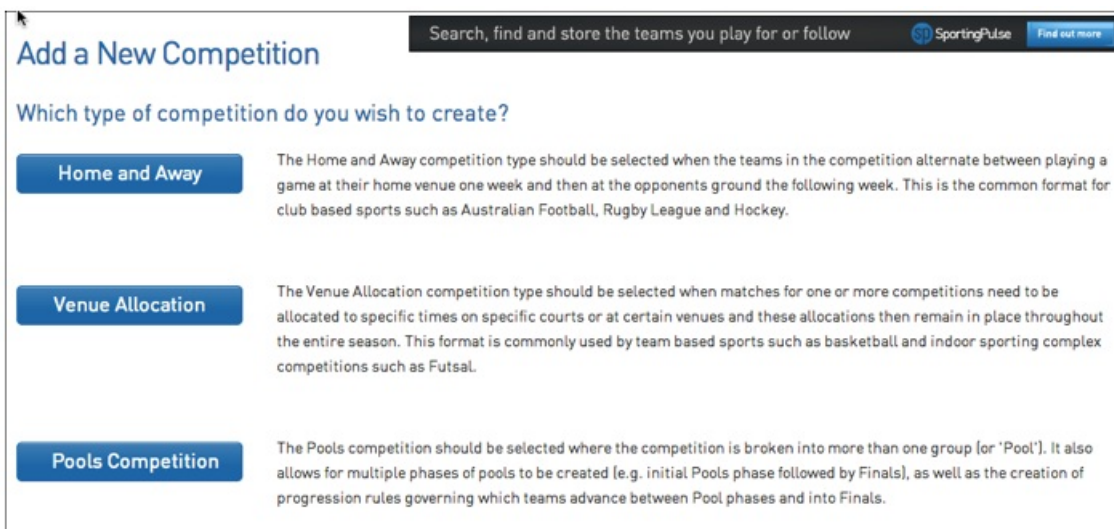 Search, find and store the teams you play for or follow
sp SportingPulse
Find out more
Add a New Competition
Which type of competition do you wish to create?
Home and Away
The Home and Away competition type should be selected when the teams in the competition alternate between playing a
game at their home venue one week and then at the opponents ground the following week. This is the common format for
club based sports such as Australian Football, Rugby League and Hockey.
Venue Allocation
The Venue Allocation competition type should be selected when matches for one or more competitions need to be
allocated to specific times on specific courts or at certain venues and these allocations then remain in place throughout
the entire season. This format is commonly used by team based sports such as basketball and indoor sporting complex
competitions such as Futsal.
Pools Competition
The Pools competition should be selected where the competition is broken into more than one group (or 'Pool'). It also
allows for multiple phases of pools to be created (e.g. initial Pools phase followed by Finals), as well as the creation of
progression rules governing which teams advance between Pool phases and into Finals.